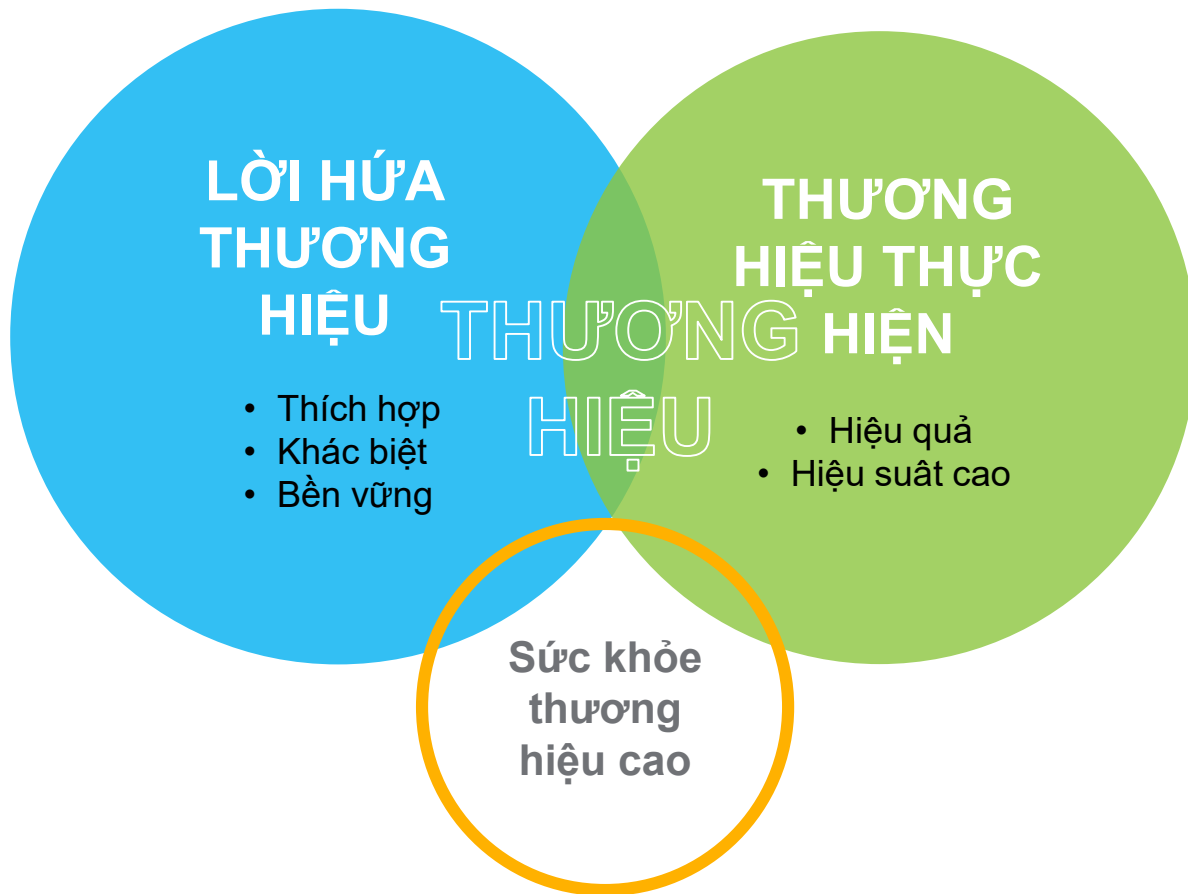 LỜI HỨA
THƯƠNG
HIỆU
• Thích hợp
• Khác biệt
• Bền vững
THƯƠNG
HIỆU
THƯƠNG
HIỆU THỰC
HIỆN
• Hiệu quả
• Hiệu suât cao
Sức khỏe
thương
hiệu cao